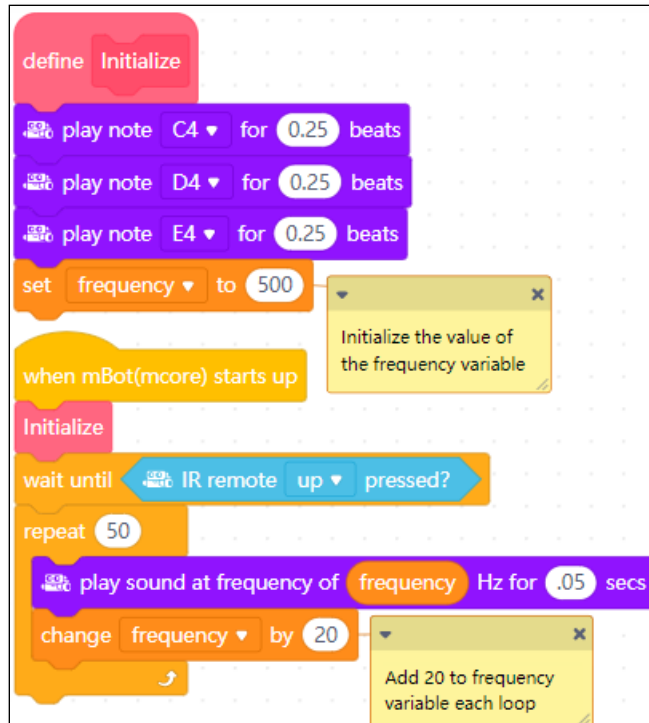 define Initialize
play note C4 for 0.25 beats
play note D4 for 0.25 beats
play note E4 for 0.25 beats
set frequency to 500
Initialize the value of
the frequency variable
when mBot(mcore) starts up
Initialize
wait until IR remote up pressed?
repeat 50
play sound at frequency of frequency Hz for .05 secs
change frequency by 20
Add 20 to frequency
variable each loop